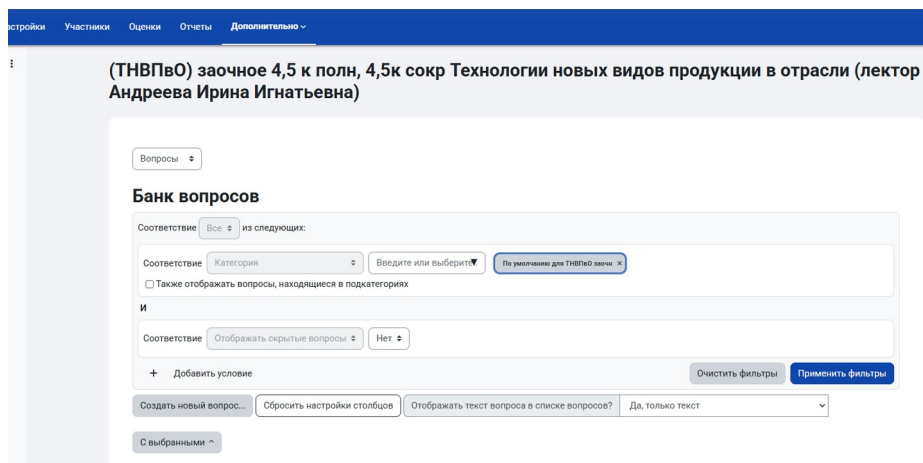 Участники Оценки Отчеты Дополнительно
(ТНВПвО) заочное 4,5 к полн, 4,5к сокр Технологии новых видов продукции в отрасли (лектор
Андреева Ирина Игнатьевна)
Вопросы
Банк вопросов
Соответствие Все из следующих:
Соответствие Категория Введите или выберите По умолчанию для ТНВПвО заочн ×
Также отображать вопросы, находящиеся в подкатегориях
И
Соответствие Отображать скрытые вопросы Нет
+ Добавить условие Очистить фильтры Применить фильтры
Создать новый вопрос... Сбросить настройки столбцов Отображать текст вопроса в списке вопросов? Да, только текст
С выбранными